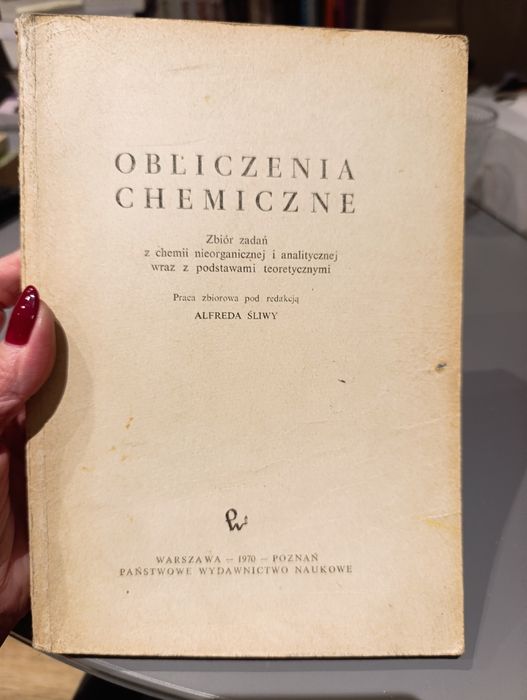 OBLICZENIA
CHEMICZNE
Zbiór zadań
z chemii nieorganicznej i analitycznej
wraz z podstawami teoretycznymi
Praca zbiorowa pod redakcją
ALFREDA ŚLIWY
WARSZAWA – 1970 – POZNAŃ
PAŃSTWOWE WYDAWNICTWO NAUKOWE